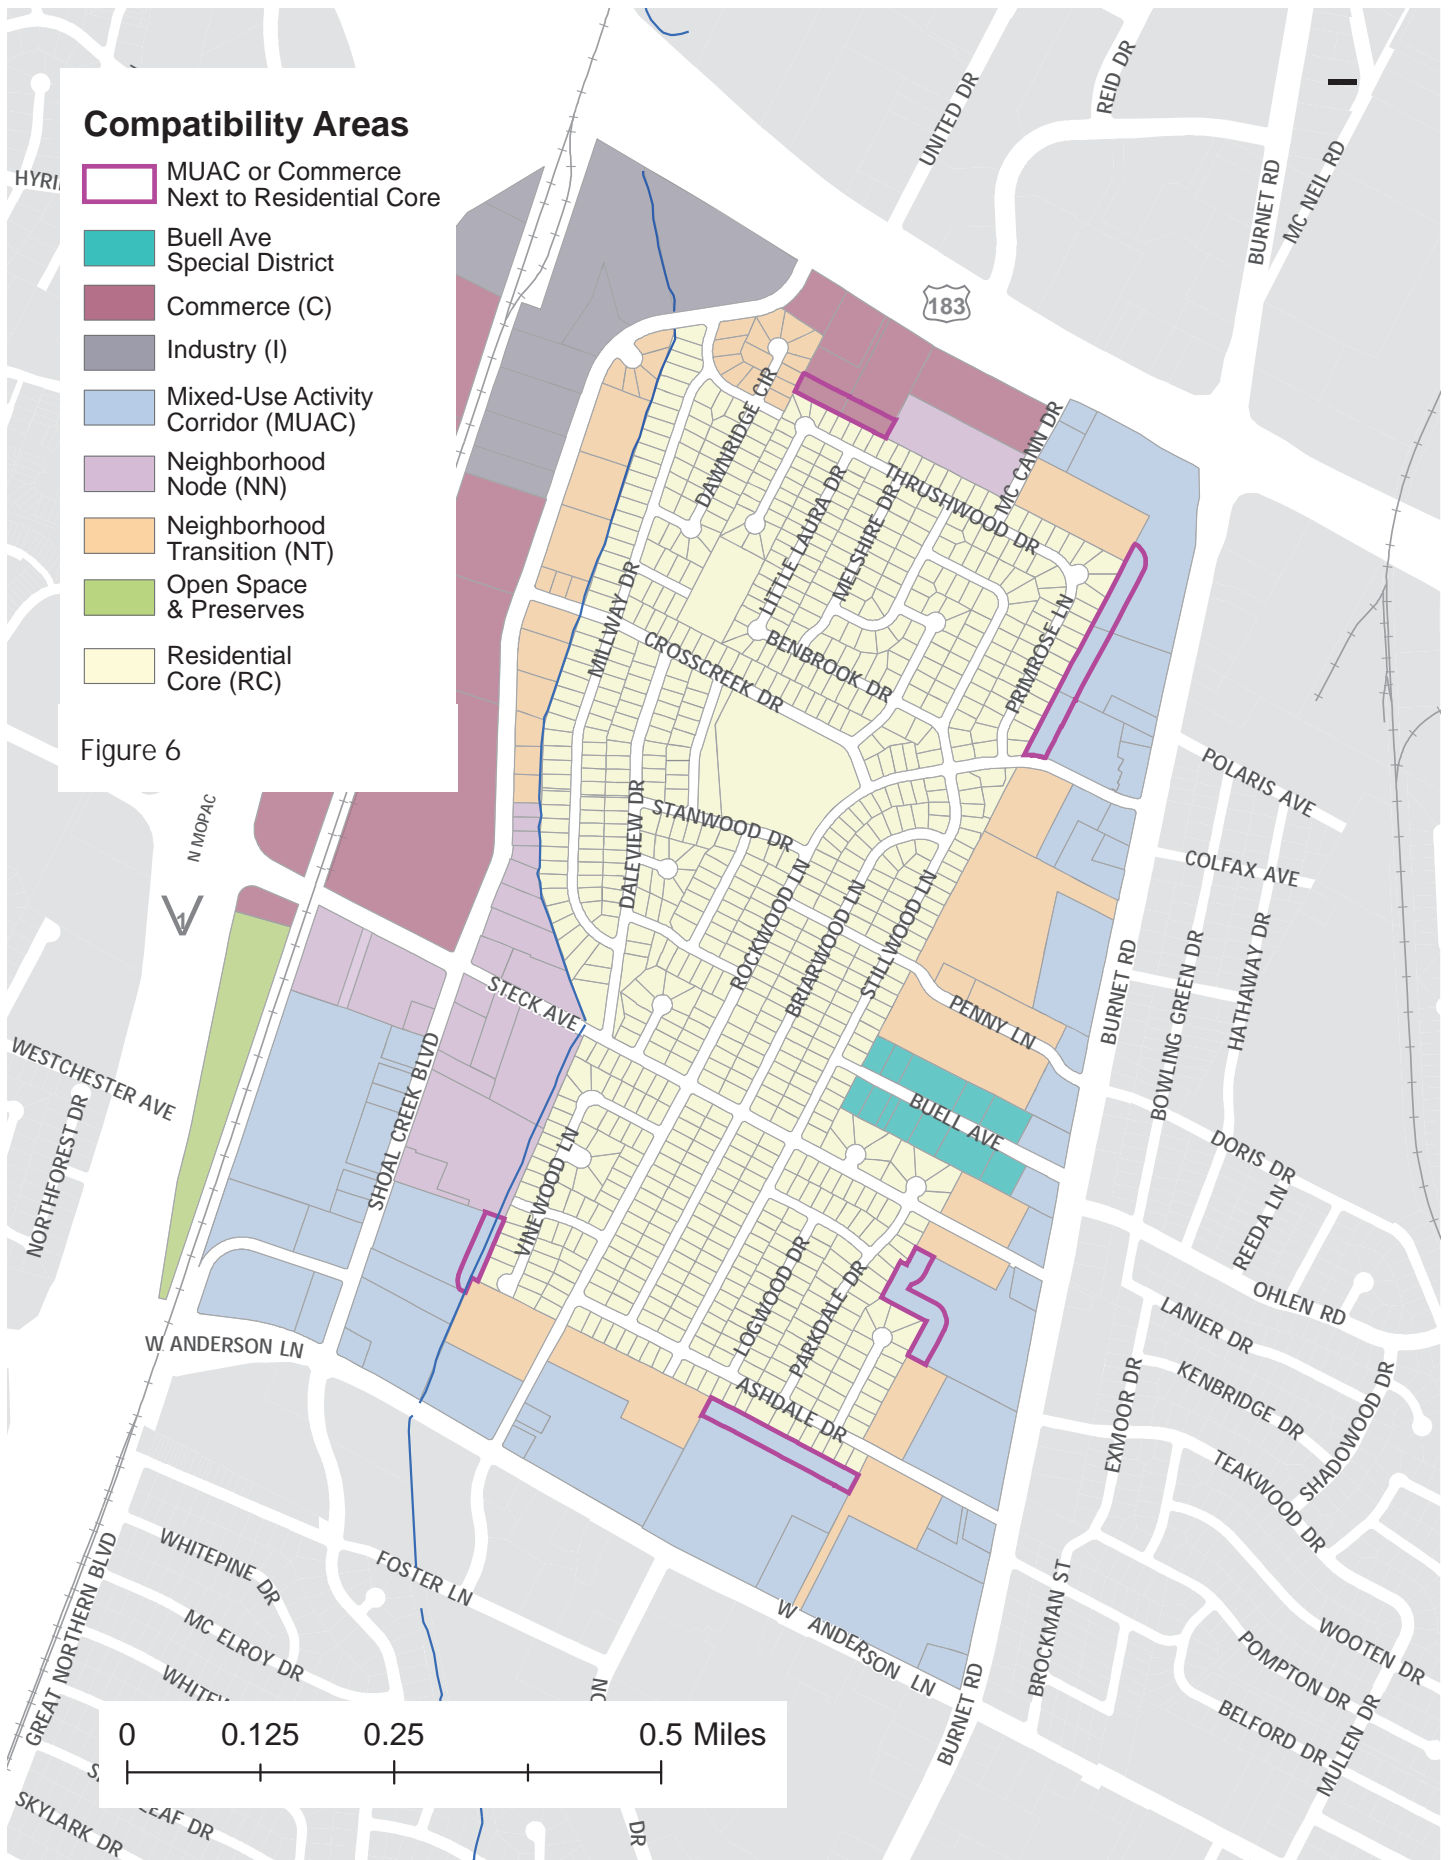 Compatibility Areas
MUAC or Commerce
Next to Residential Core
Buell Ave
Special District
Commerce (C)
Industry (I)
Mixed-Use Activity
Corridor (MUAC)
Neighborhood
Node (NN)
Neighborhood
Transition (NT)
Open Space
& Preserves
Residential
Core (RC)
Figure 6
UNITED DR
REID DR
BURNET RD
MC NEIL RD
183
DAWNRIDGE CIR
MC CANN DR
THRUSHWOOD DR
LITTLE LAURA DR
MELSHIRE DR
MILLWAY DR
CROSSCREEK DR
BENBROOK DR
PRIMROSE LN
POLARIS AVE
COLFAX AVE
STANWOOD DR
DALEVIEW DR
ROCKWOOD LN
BRIARWOOD LN
STILLWOOD LN
N MOPAC
1
STECK AVE
PENNY LN
BURNET RD
BOWLING GREEN DR
HATHAWAY DR
WESTCHESTER AVE
NORTHFOREST DR
SHOAL CREEK BLVD
BUELL AVE
DORIS DR
VINEWOOD LN
REEDA LN
OHLEN RD
LOGWOOD DR
PARKDALE DR
LANIER DR
W ANDERSON LN
KENBRIDGE DR
ASHDALE DR
EXMOOR DR
SHADOWOOD DR
TEAKWOOD DR
GREAT NORTHERN BLVD
WHITEPINE DR
FOSTER LN
MC ELROY DR
W ANDERSON LN
BURNET RD
BROCKMAN ST
WOOTEN DR
POMPTON DR
BELFORD DR
MULLEN DR
SKYLARK DR
DR
0 0.125 0.25 0.5 Miles